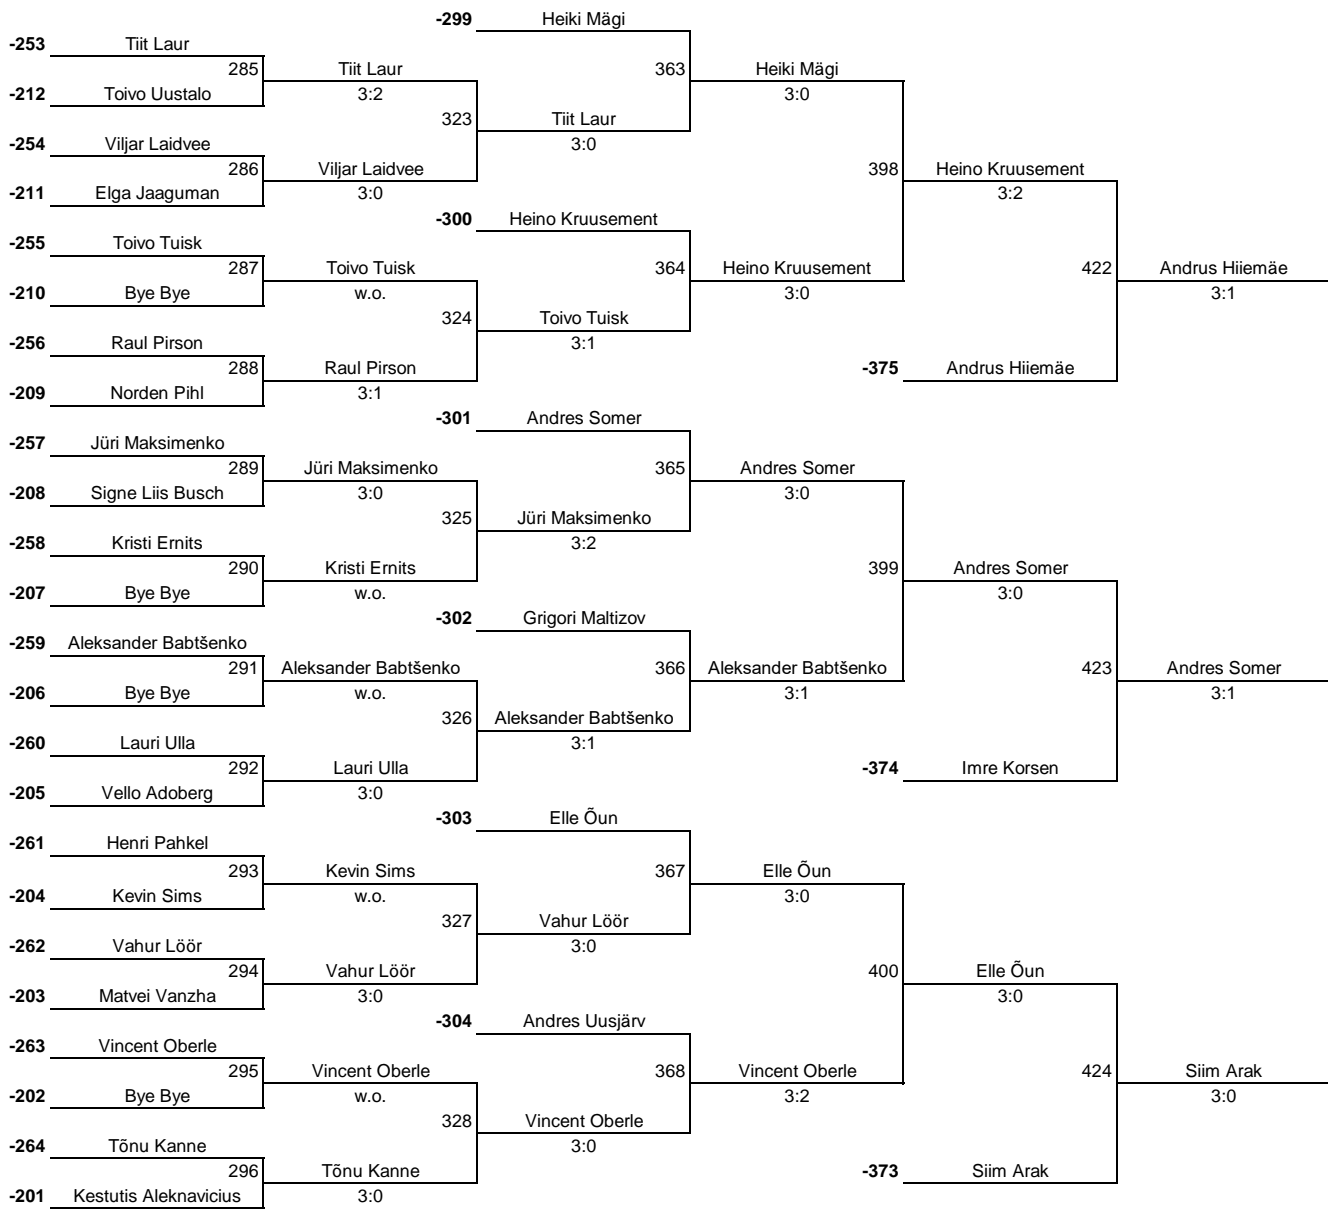 -299 Heiki Mägi
-253 Tiit Laur
285 Tiit Laur 363 Heiki Mägi
-212 Toivo Uustalo 3:2 3:0
323 Tiit Laur
-254 Viljar Laidvee 3:0
286 Viljar Laidvee 398 Heino Kruusement
-211 Elga Jaaguman 3:0 3:2
-300 Heino Kruusement
-255 Toivo Tuisk
287 Toivo Tuisk 364 Heino Kruusement 422 Andrus Hiiemäe
-210 Bye Bye w.o. 3:0 3:1
324 Toivo Tuisk
-256 Raul Pirson 3:1
288 Raul Pirson -375 Andrus Hiiemäe
-209 Norden Pihl 3:1
-301 Andres Somer
-257 Jüri Maksimenko
289 Jüri Maksimenko 365 Andres Somer
-208 Signe Liis Busch 3:0 3:0
325 Jüri Maksimenko
-258 Kristi Ernits 3:2
290 Kristi Ernits 399 Andres Somer
-207 Bye Bye w.o. 3:0
-302 Grigori Maltizov
-259 Aleksander Babtšenko
291 Aleksander Babtšenko 366 Aleksander Babtšenko 423 Andres Somer
-206 Bye Bye w.o. 3:1 3:1
326 Aleksander Babtšenko
-260 Lauri Ulla 3:1
292 Lauri Ulla -374 Imre Korsen
-205 Vello Adoberg 3:0
-303 Elle Õun
-261 Henri Pahkel
293 Kevin Sims 367 Elle Õun
-204 Kevin Sims w.o. 3:0
327 Vahur Löör
-262 Vahur Löör 3:0
294 Vahur Löör 400 Elle Õun
-203 Matvei Vanzha 3:0 3:0
-304 Andres Uusjärv
-263 Vincent Oberle
295 Vincent Oberle 368 Vincent Oberle 424 Siim Arak
-202 Bye Bye w.o. 3:2 3:0
328 Vincent Oberle
-264 Tõnu Kanne 3:0
296 Tõnu Kanne -373 Siim Arak
-201 Kestutis Aleknavicius 3:0